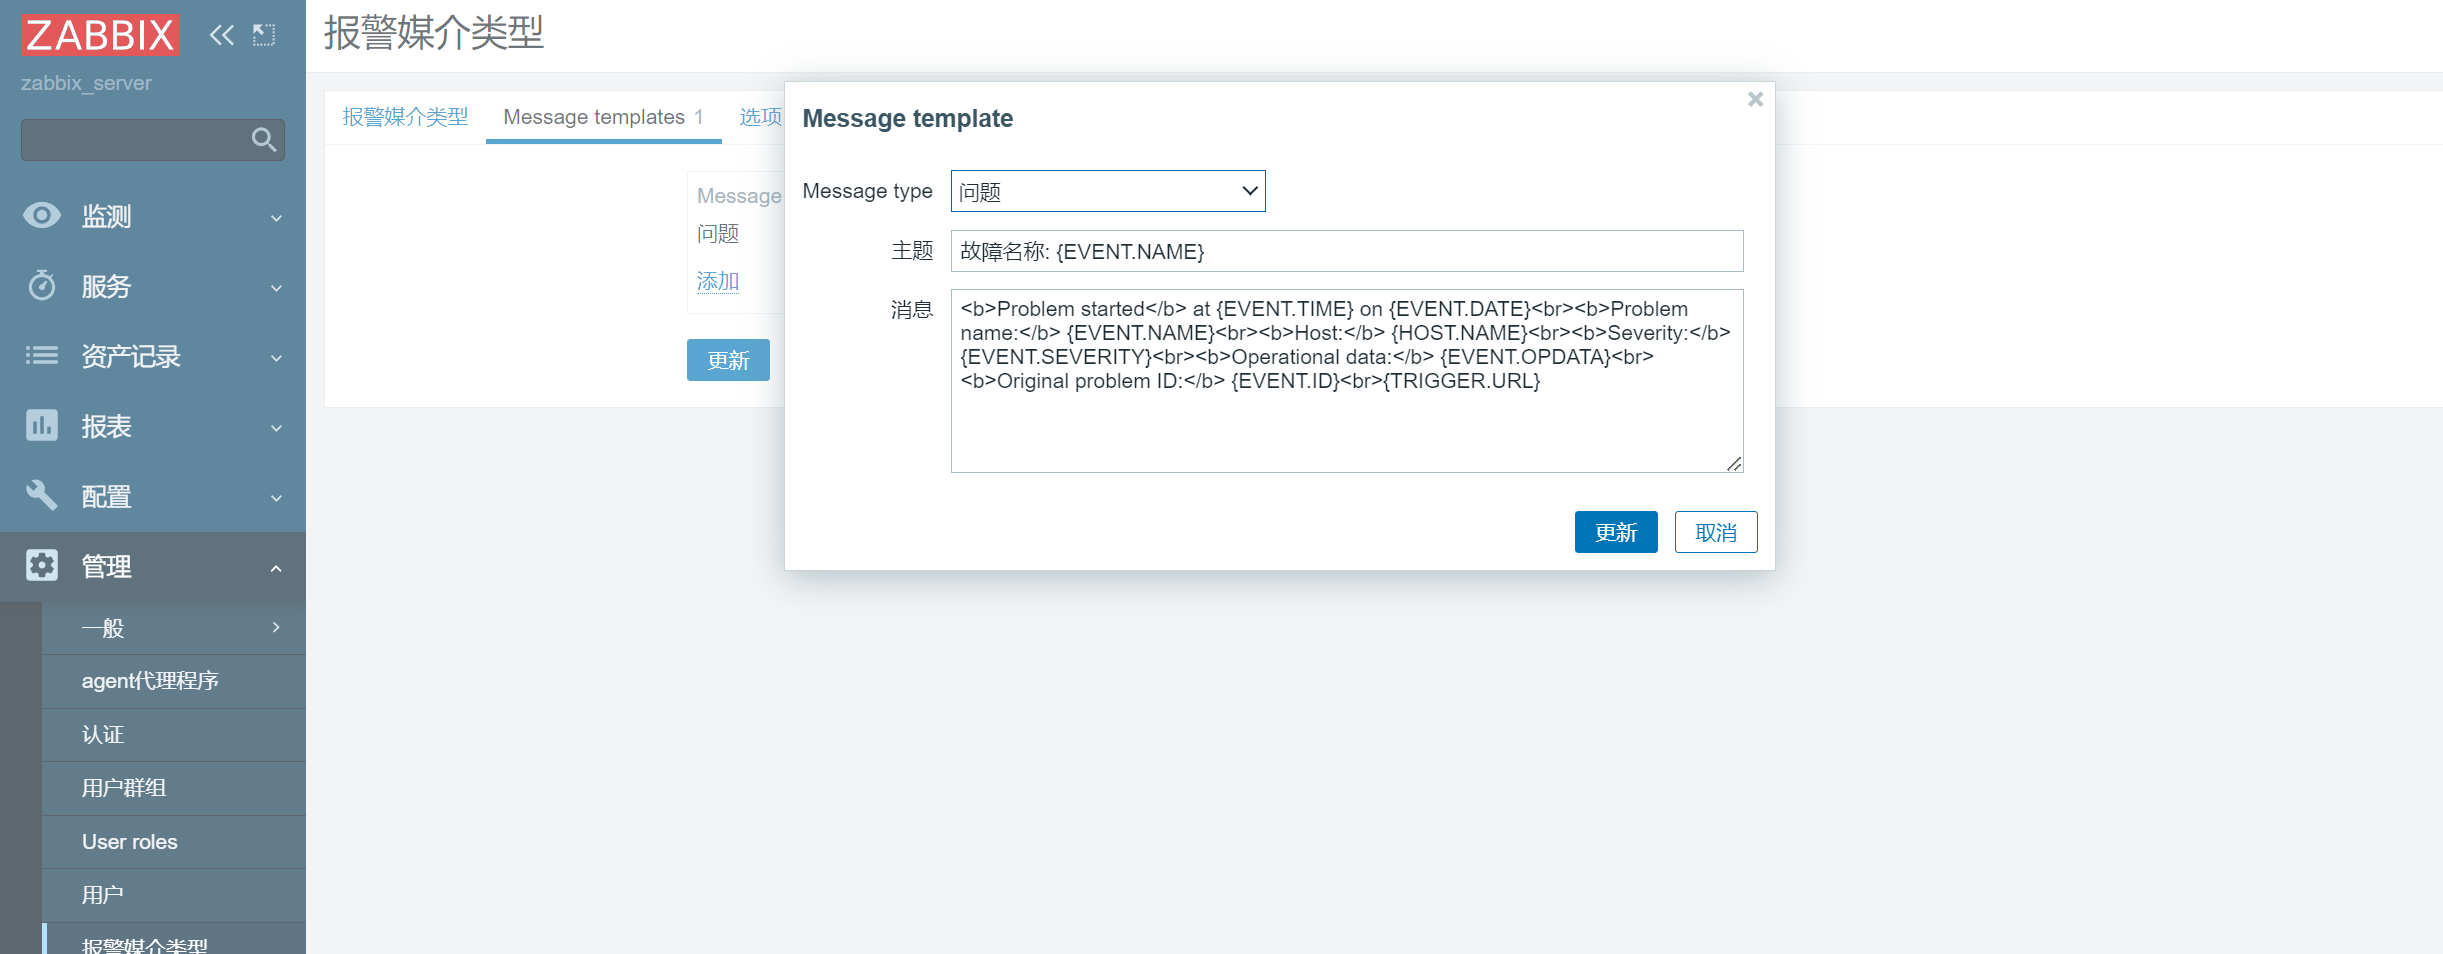 ZABBIX
zabbix_server
监测
服务
资产记录
报表
配置
管理
一般
agent代理程序
认证
用户群组
User roles
用户
报警媒介类型
报警媒介类型
报警媒介类型 Message templates 1 选项
Message
问题
添加
更新
Message template
Message type 问题
主题 故障名称: {EVENT.NAME}
消息 <b>Problem started</b> at {EVENT.TIME} on {EVENT.DATE}<br><b>Problem
name:</b> {EVENT.NAME}<br><b>Host:</b> {HOST.NAME}<br><b>Severity:</b>
{EVENT.SEVERITY}<br><b>Operational data:</b> {EVENT.OPDATA}<br>
<b>Original problem ID:</b> {EVENT.ID}<br>{TRIGGER.URL}
更新 取消